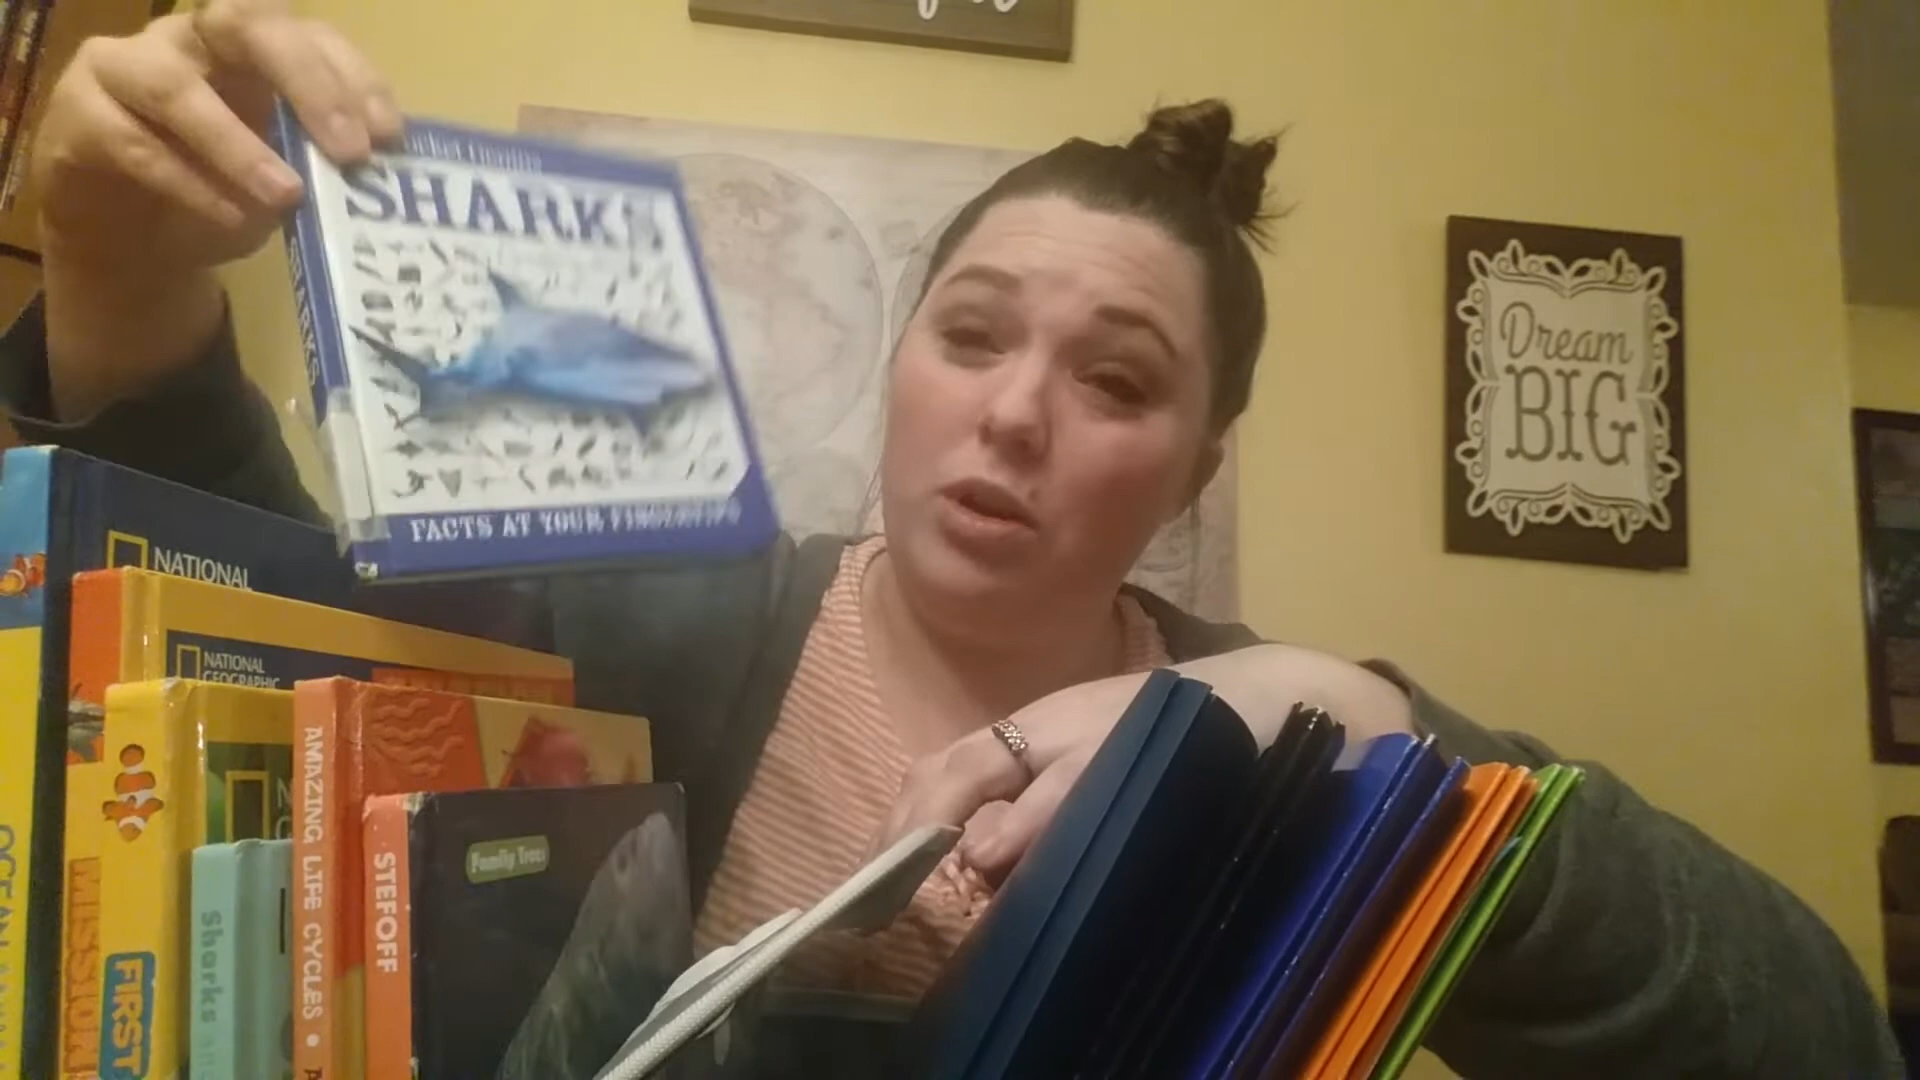 SHARKS
FACTS AT YOUR FINGERTIPS
SHARKS
Dream
BIG
NATIONAL
NATIONAL
GEOGRAPHIC
MISSION
FIRST
Sharks
AMAZING LIFE CYCLES
STEFOFF
Family Trees